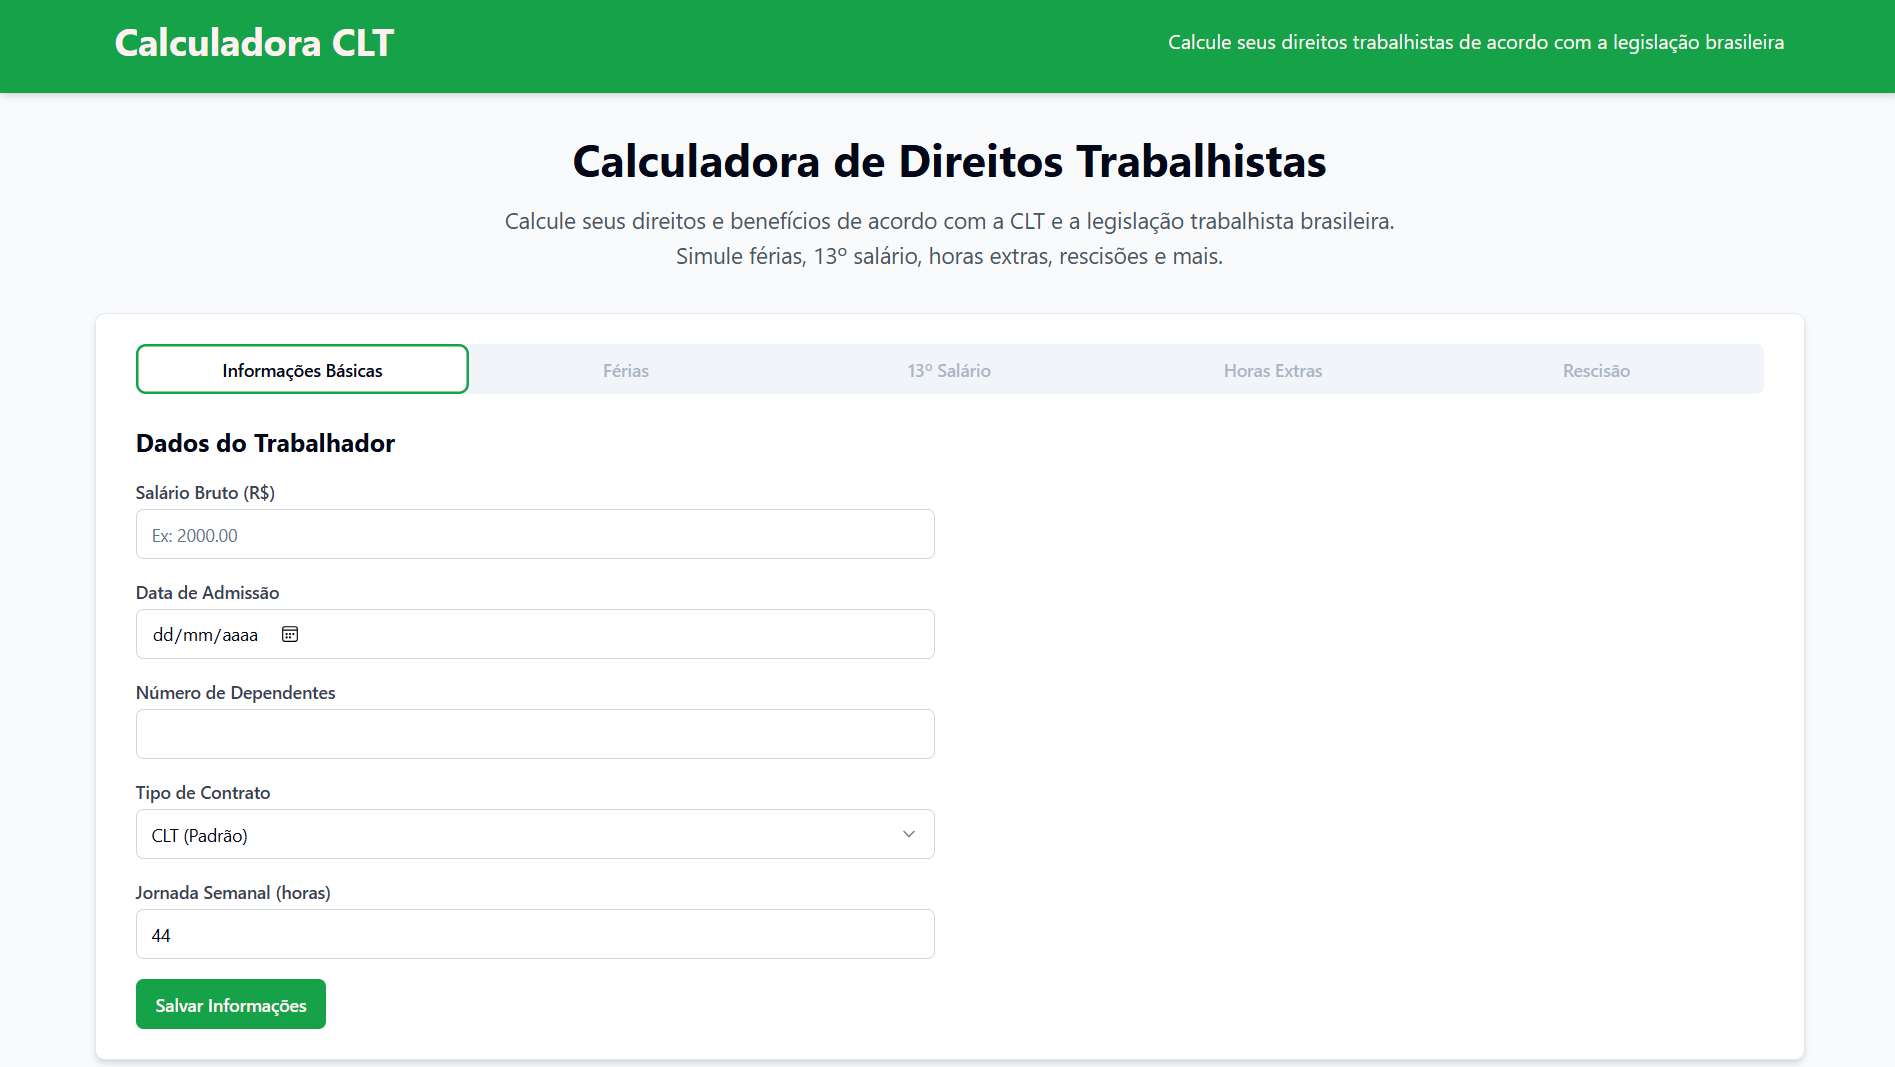 Calculadora CLT
Calcule seus direitos trabalhistas de acordo com a legislação brasileira
Calculadora de Direitos Trabalhistas
Calcule seus direitos e benefícios de acordo com a CLT e a legislação trabalhista brasileira.
Simule férias, 13º salário, horas extras, rescisões e mais.
Informações Básicas
Férias
13º Salário
Horas Extras
Rescisão
Dados do Trabalhador
Salário Bruto (R$)
Ex: 2000.00
Data de Admissão
dd/mm/aaaa
Número de Dependentes
Tipo de Contrato
CLT (Padrão)
Jornada Semanal (horas)
44
Salvar Informações